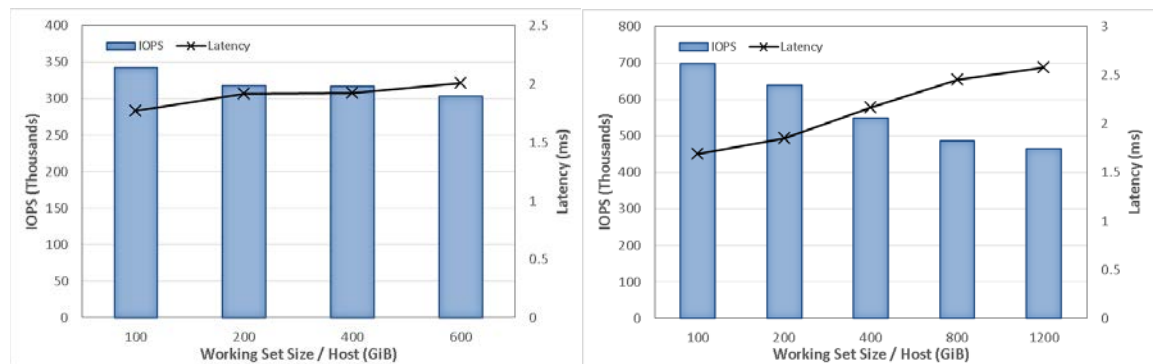 400
350
300
250
200
150
100
50
0
IOPS (Thousands)
IOPS
Latency
2.5
2
1.5
1
0.5
0
Latency (ms)
100 200 400 600
Working Set Size / Host (GiB)
800
700
600
500
400
300
200
100
0
IOPS (Thousands)
IOPS
Latency
3
2.5
2
1.5
1
0.5
0
Latency (ms)
100 200 400 800 1200
Working Set Size / Host (GB)